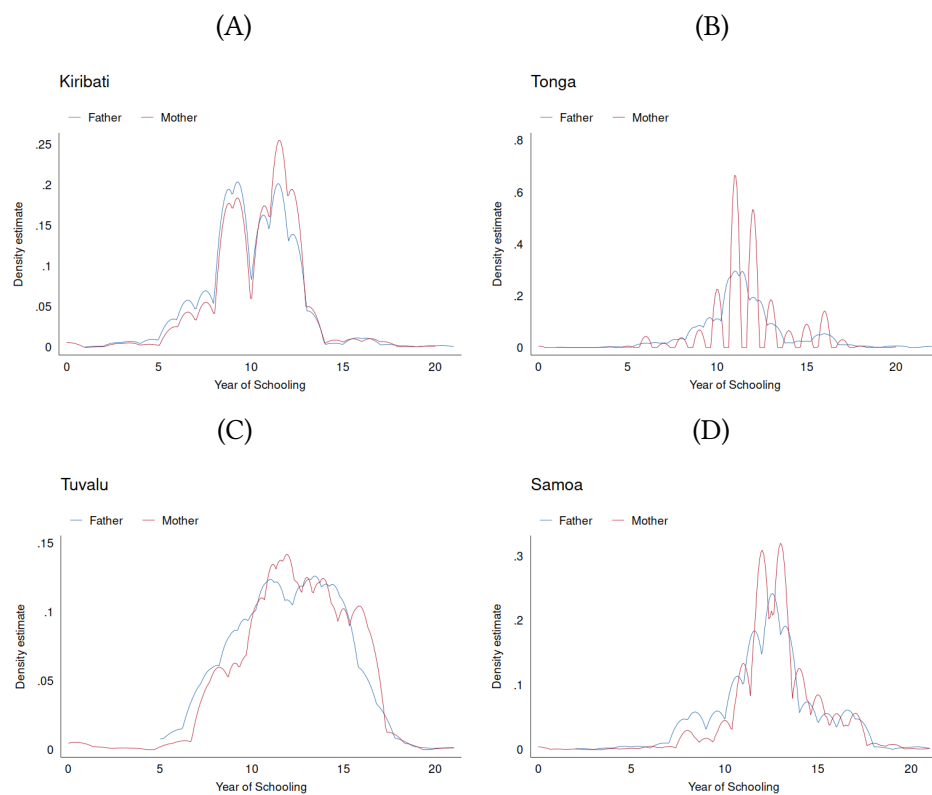 (A)
Kiribati
Father Mother
Density estimate
.25
.2
.15
.1
.05
0
0 5 10 15 20
Year of Schooling
(B)
Tonga
Father Mother
Density estimate
.8
.6
.4
.2
0
0 5 10 15 20
Year of Schooling
(C)
Tuvalu
Father Mother
Density estimate
.15
.1
.05
0
0 5 10 15 20
Year of Schooling
(D)
Samoa
Father Mother
Density estimate
.3
.2
.1
0
0 5 10 15 20
Year of Schooling